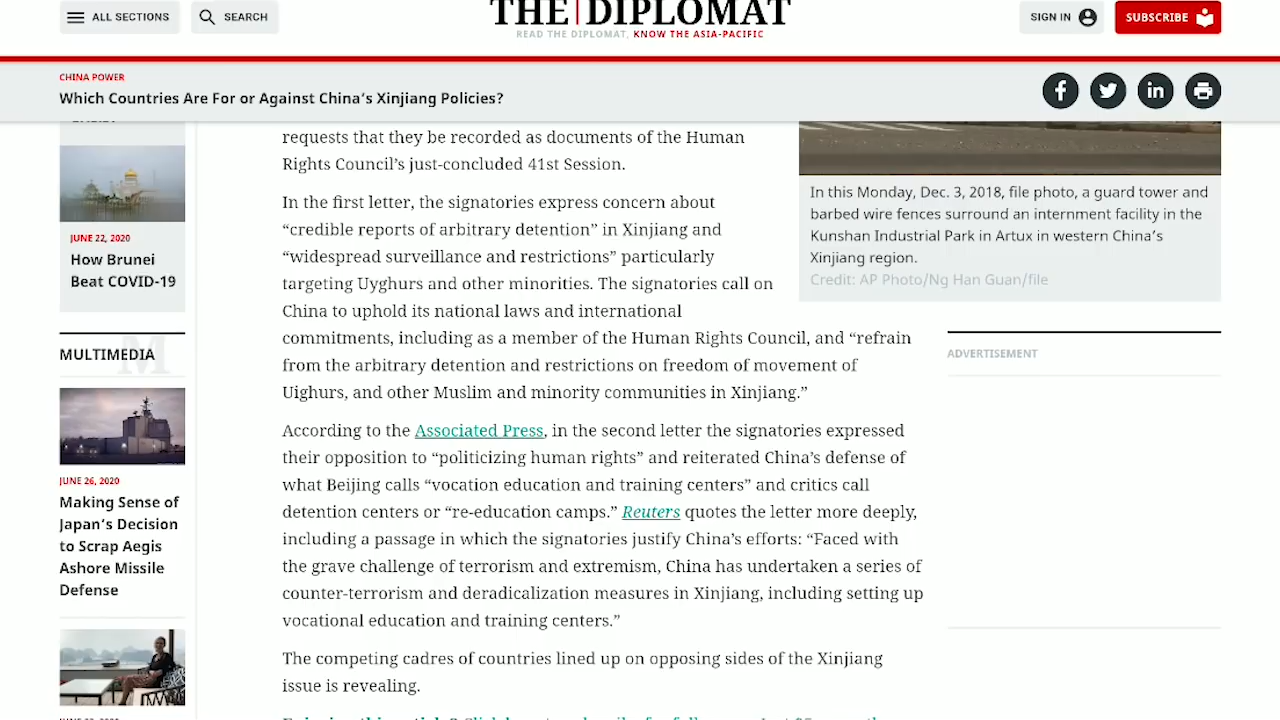 ALL SECTIONS
SEARCH
THE DIPLOMAT
READ THE DIPLOMAT, KNOW THE ASIA-PACIFIC
SIGN IN
SUBSCRIBE
CHINA POWER
Which Countries Are For or Against China's Xinjiang Policies?
JUNE 22, 2020
How Brunei
Beat COVID-19
MULTIMEDIA
M
JUNE 26, 2020
Making Sense of
Japan's Decision
to Scrap Aegis
Ashore Missile
Defense
requests that they be recorded as documents of the Human
Rights Council's just-concluded 41st Session.
In the first letter, the signatories express concern about
“credible reports of arbitrary detention” in Xinjiang and
“widespread surveillance and restrictions” particularly
targeting Uyghurs and other minorities. The signatories call on
China to uphold its national laws and international
commitments, including as a member of the Human Rights Council, and “refrain
from the arbitrary detention and restrictions on freedom of movement of
Uighurs, and other Muslim and minority communities in Xinjiang.”
According to the Associated Press, in the second letter the signatories expressed
their opposition to “politicizing human rights” and reiterated China's defense of
what Beijing calls “vocation education and training centers” and critics call
detention centers or “re-education camps.” Reuters quotes the letter more deeply,
including a passage in which the signatories justify China's efforts: “Faced with
the grave challenge of terrorism and extremism, China has undertaken a series of
counter-terrorism and deradicalization measures in Xinjiang, including setting up
vocational education and training centers.”
The competing cadres of countries lined up on opposing sides of the Xinjiang
issue is revealing.
In this Monday, Dec. 3, 2018, file photo, a guard tower and
barbed wire fences surround an internment facility in the
Kunshan Industrial Park in Artux in western China's
Xinjiang region.
Credit: AP Photo/Ng Han Guan/file
ADVERTISEMENT